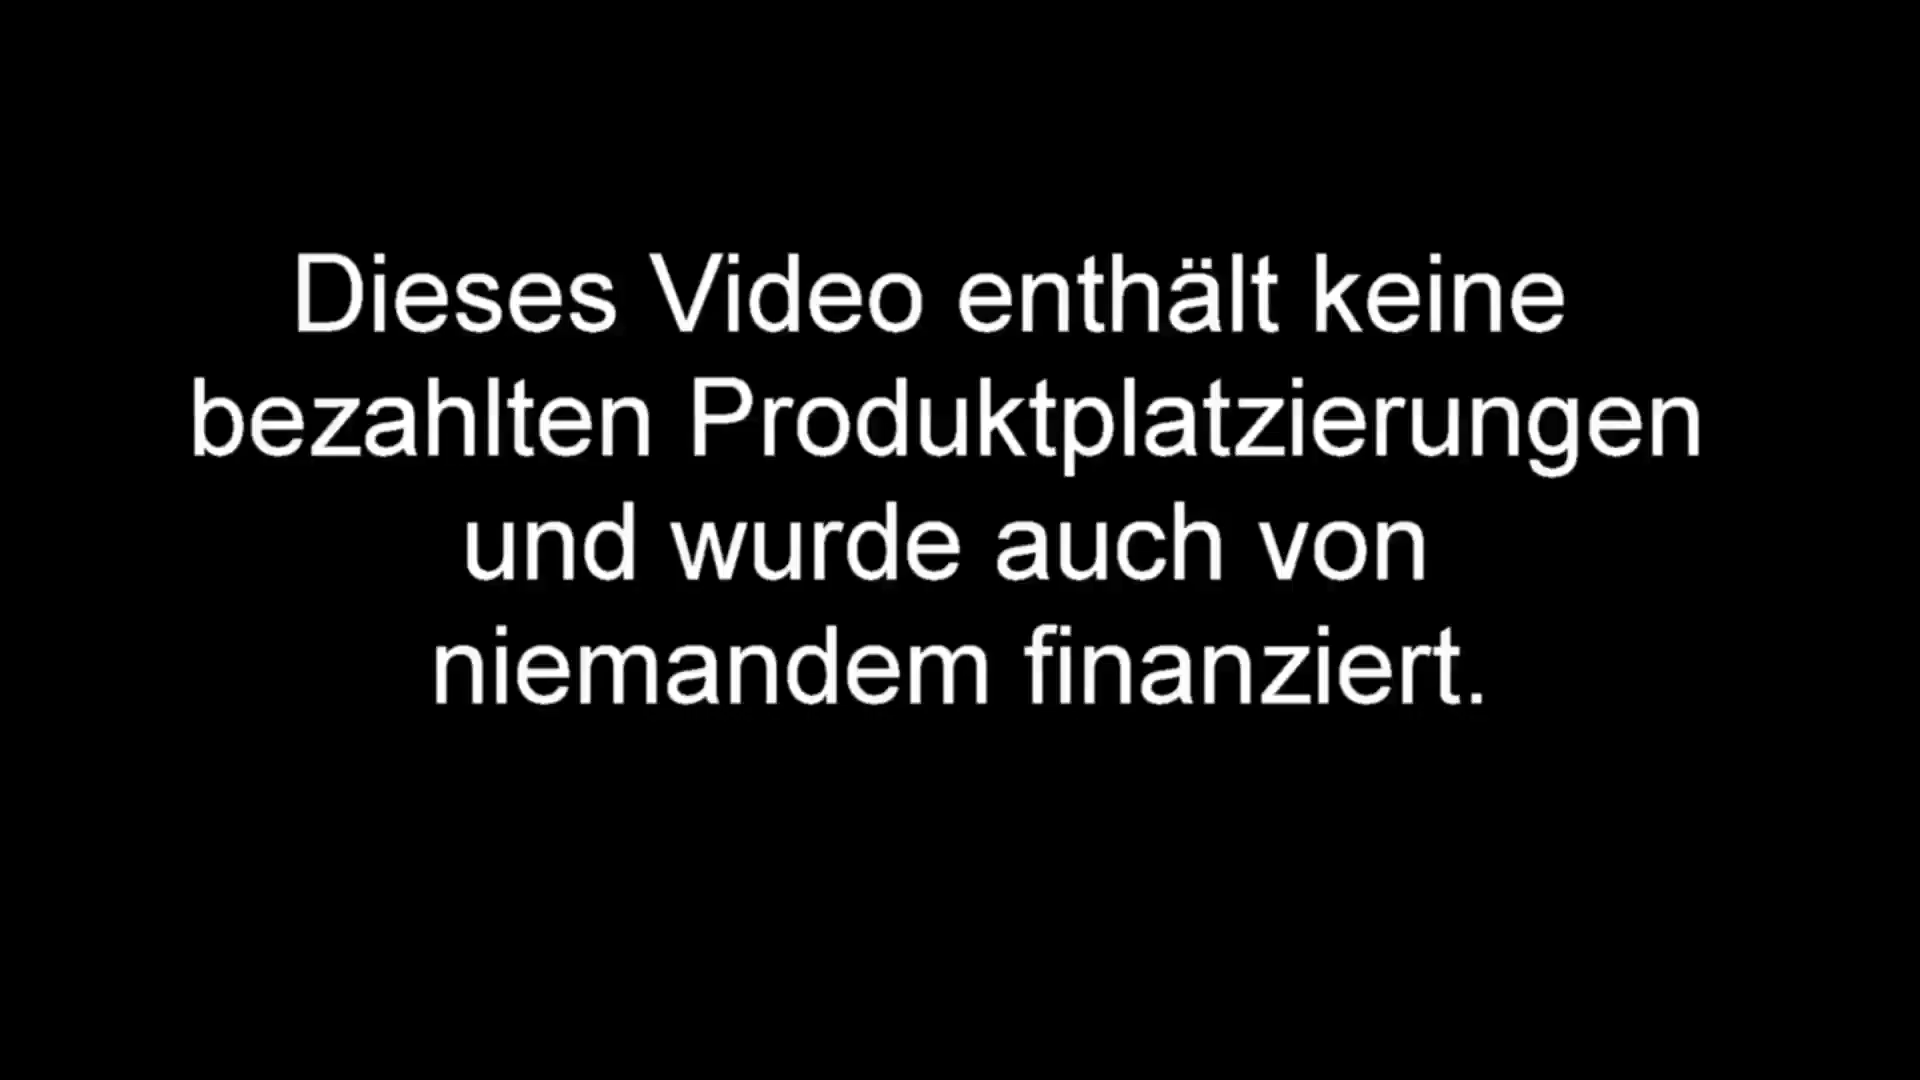 Dieses Video enthält keine
bezahlten Produktplatzierungen
und wurde auch von
niemandem finanziert.